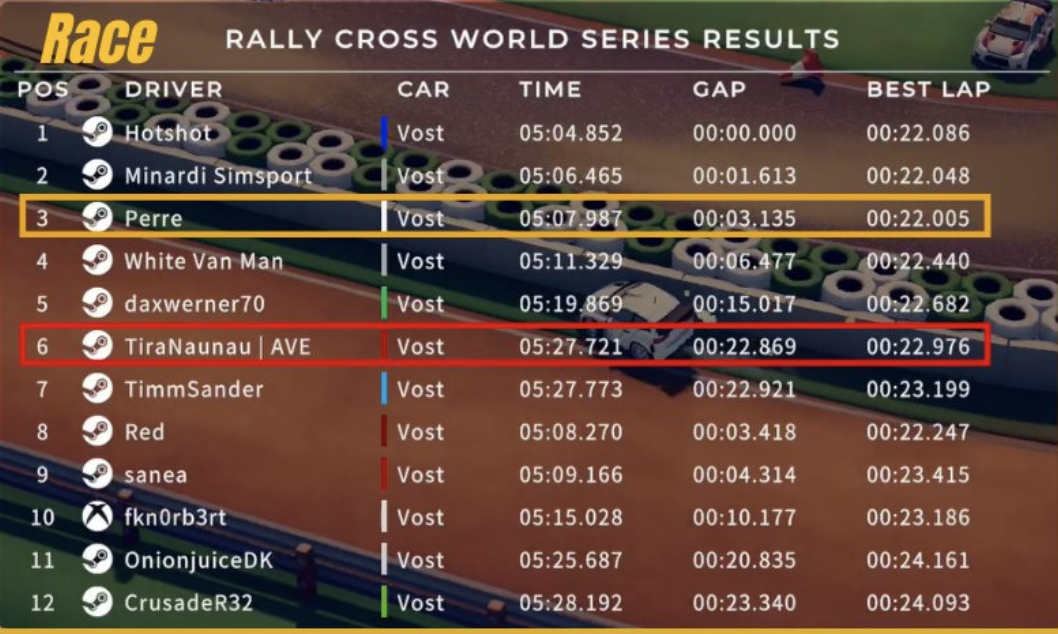 Race
RALLY CROSS WORLD SERIES RESULTS
POS DRIVER CAR TIME GAP BEST LAP
1 Hotshot Vost 05:04.852 00:00.000 00:22.086
2 Minardi Simsport Vost 05:06.465 00:01.613 00:22.048
3 Perre Vost 05:07.987 00:03.135 00:22.005
4 White Van Man Vost 05:11.329 00:06.477 00:22.440
5 daxwerner70 Vost 05:19.869 00:15.017 00:22.682
6 TiraNaunau | AVE Vost 05:27.721 00:22.869 00:22.976
7 TimmSander Vost 05:27.773 00:22.921 00:23.199
8 Red Vost 05:08.270 00:03.418 00:22.247
9 sanea Vost 05:09.166 00:04.314 00:23.415
10 fkn0rb3rt Vost 05:15.028 00:10.177 00:23.186
11 OnionjuiceDK Vost 05:25.687 00:20.835 00:24.161
12 CrusadeR32 Vost 05:28.192 00:23.340 00:24.093